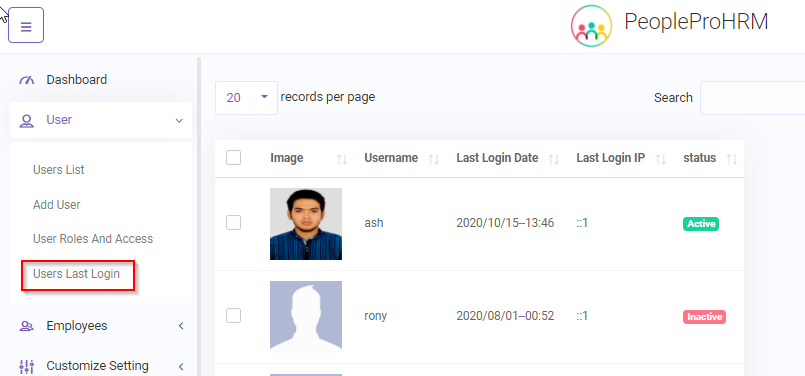 PeopleProHRM
Dashboard
User
Users List
Add User
User Roles And Access
Users Last Login
Employees
Customize Setting
20 records per page
Search
Image Username Last Login Date Last Login IP status
ash 2020/10/15--13:46 ::1 Active
rony 2020/08/01--00:52 ::1 Inactive